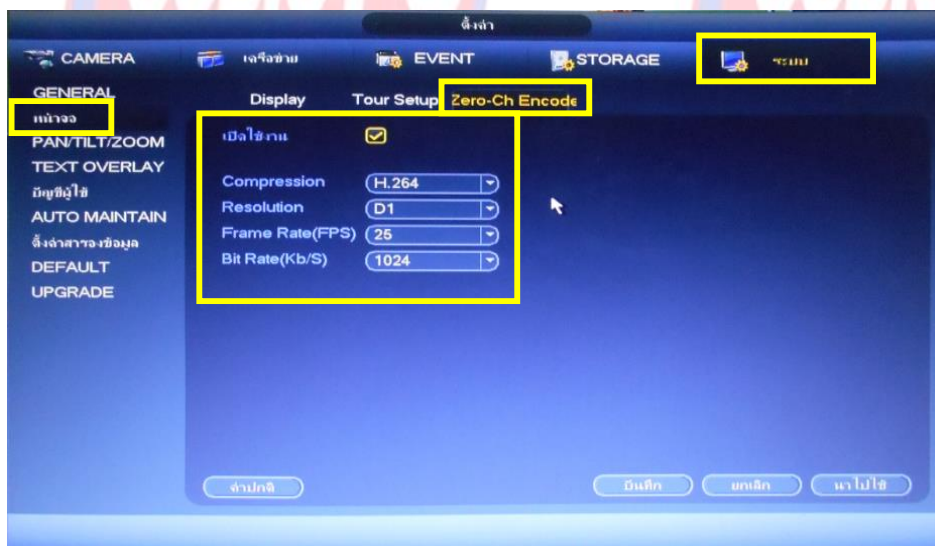 ตั้งค่า
CAMERA
เครือข่าย
EVENT
STORAGE
ระบบ
GENERAL
หน้าจอ
PAN/TILT/ZOOM
TEXT OVERLAY
บัญชีผู้ใช้
AUTO MAINTAIN
ตั้งค่าสารองข้อมูล
DEFAULT
UPGRADE
Display
Tour Setup
Zero-Ch Encode
เปิดใช้งาน
Compression
H.264
Resolution
D1
Frame Rate(FPS)
25
Bit Rate(Kb/S)
1024
ค่าปกติ
บันทึก
ยกเลิก
นาไปใช้